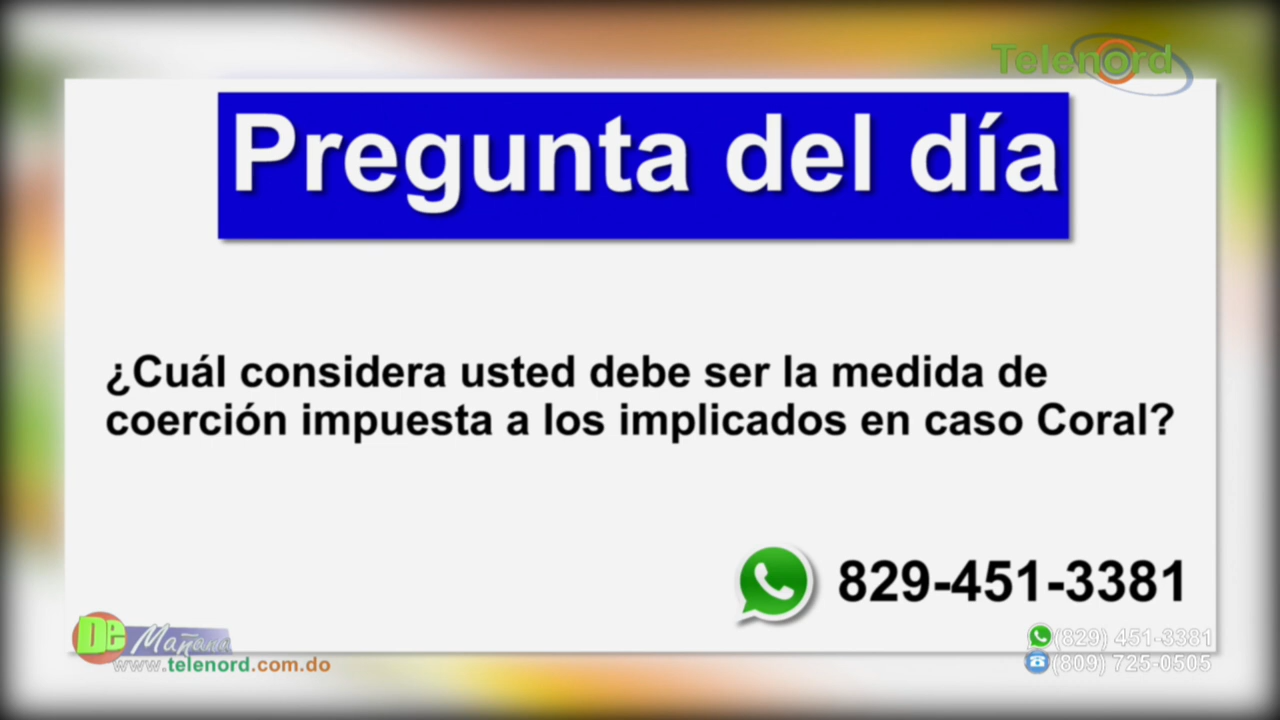 Telenord
Pregunta del día
¿Cuál considera usted debe ser la medida de
coerción impuesta a los implicados en caso Coral?
829-451-3381
De Mañana
www.telenord.com.do
(829) 451-3381
(809) 725-0505